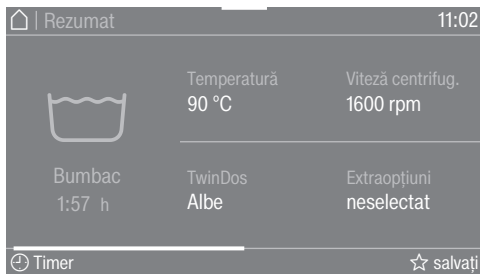 Rezumat 11:02
Temperatură Viteză centrifug.
90 °C 1600 rpm
Bumbac TwinDos Extraopțiuni
1:57 h Albe neselectat
Timer salvați